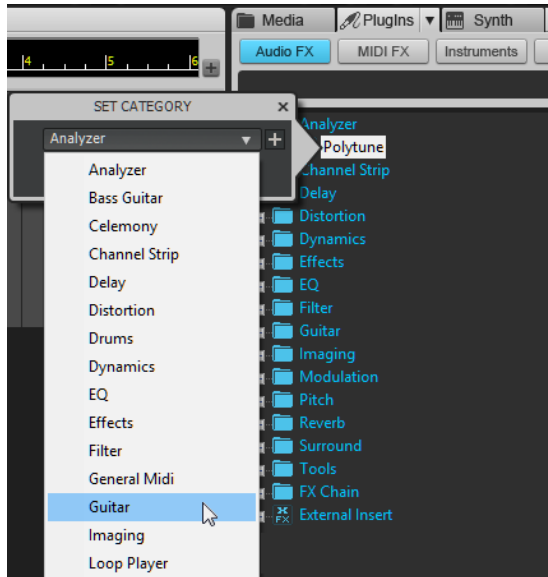 Media
PlugIns
Synth
Audio FX
MIDI FX
Instruments
4
5
6
SET CATEGORY
Analyzer
Analyzer
Bass Guitar
Celemony
Channel Strip
Delay
Distortion
Drums
Dynamics
EQ
Effects
Filter
General Midi
Guitar
Imaging
Loop Player
Analyzer
Polytune
Channel Strip
Delay
Distortion
Dynamics
Effects
EQ
Filter
Guitar
Imaging
Modulation
Pitch
Reverb
Surround
Tools
FX Chain
FX External Insert